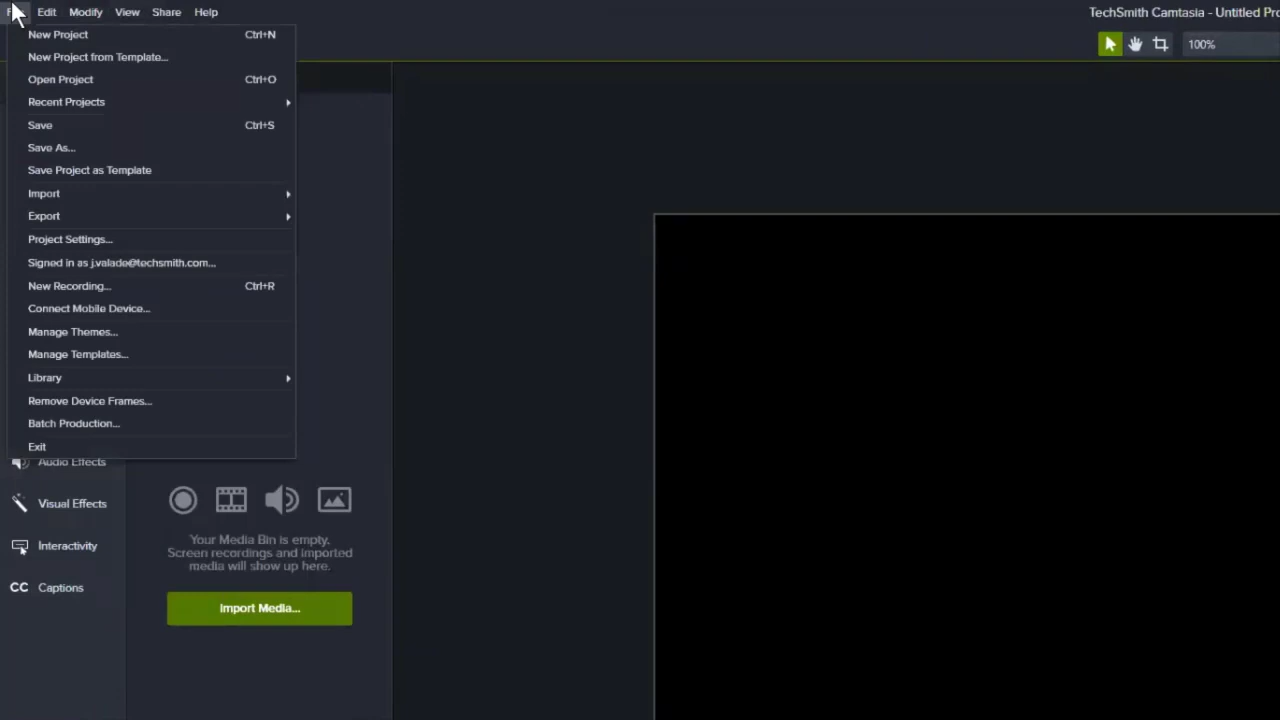 Edit Modify View Share Help
TechSmith Camtasia - Untitled Pro
100%
New Project Ctrl+N
New Project from Template...
Open Project Ctrl+O
Recent Projects
Save Ctrl+S
Save As...
Save Project as Template
Import
Export
Project Settings...
Signed in as j.valade@techsmith.com...
New Recording... Ctrl+R
Connect Mobile Device...
Manage Themes...
Manage Templates...
Library
Remove Device Frames...
Batch Production...
Exit
Audio Effects
Visual Effects
Interactivity
CC Captions
Your Media Bin is empty.
Screen recordings and imported
media will show up here.
Import Media...